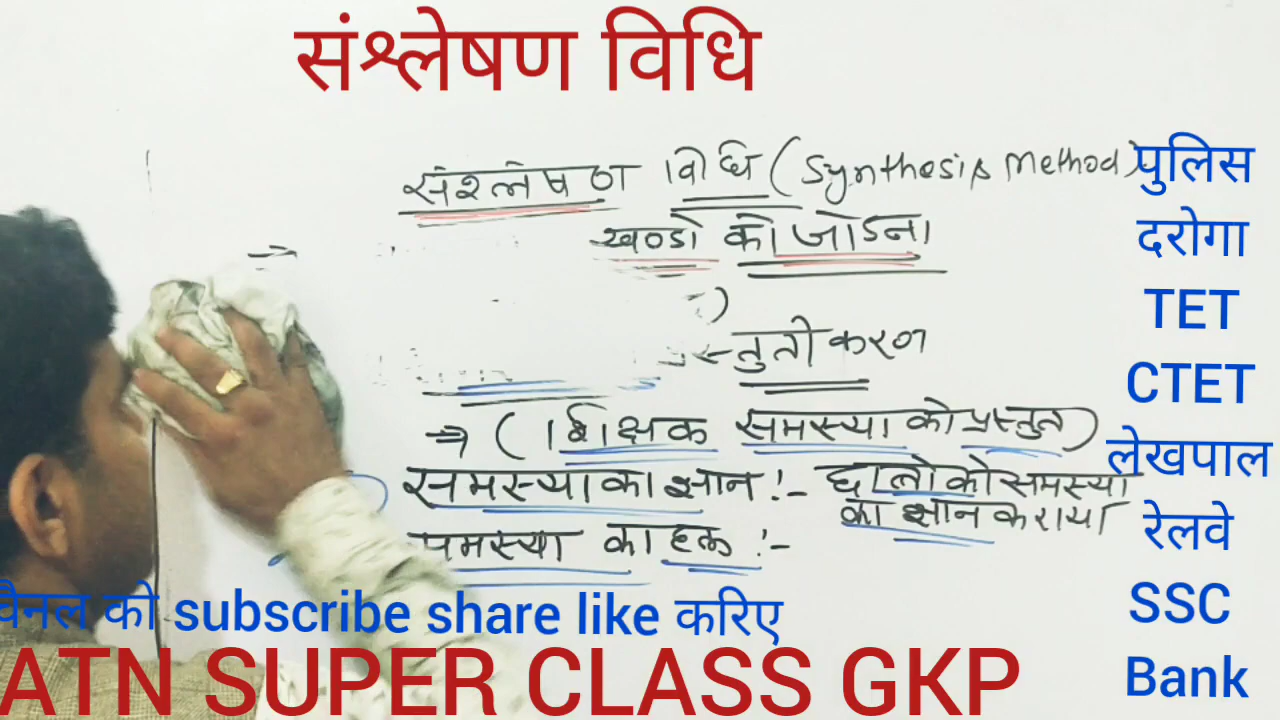 संश्लेषण विधि
संश्लेषण विधि (Synthesis Method)
खण्डो को जोडना
तुतीकरण
⇒ (शिक्षक समस्या को प्रस्तुत)
समस्या का ज्ञान :- छात्रो को समस्या
का ज्ञान कराया
समस्या का हल :-
पुलिस
दरोगा
TET
CTET
लेखपाल
रेलवे
SSC
Bank
चैनल को subscribe share like करिए
ATN SUPER CLASS GKP